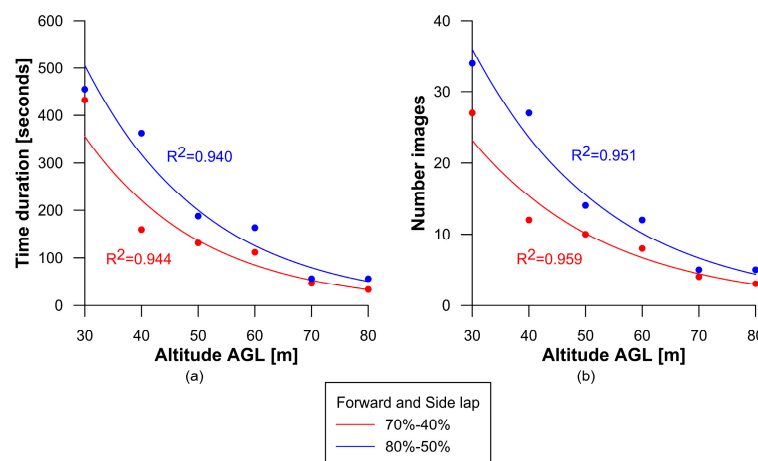 600
500
400
300
200
100
0
Time duration [seconds]
R²=0.940
R²=0.944
30 40 50 60 70 80
Altitude AGL [m]
(a)
40
30
20
10
0
Number images
R²=0.951
R²=0.959
30 40 50 60 70 80
Altitude AGL [m]
(b)
Forward and Side lap
70%-40%
80%-50%